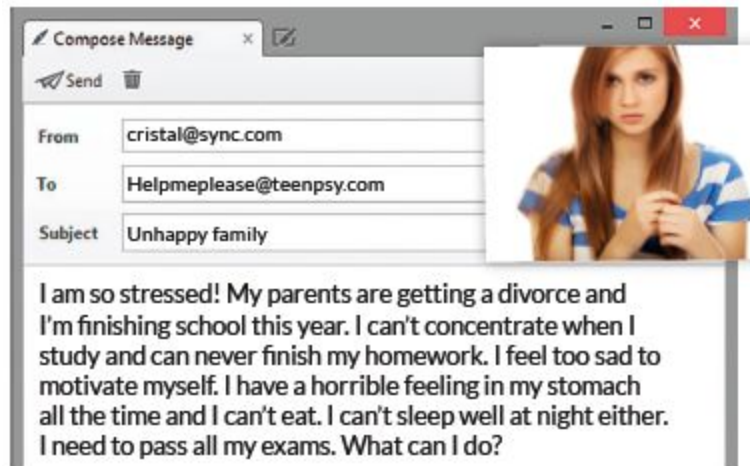 Compose Message
Send
From cristal@sync.com
To Helpmeplease@teenpsy.com
Subject Unhappy family
I am so stressed! My parents are getting a divorce and
I'm finishing school this year. I can't concentrate when I
study and can never finish my homework. I feel too sad to
motivate myself. I have a horrible feeling in my stomach
all the time and I can't eat. I can't sleep well at night either.
I need to pass all my exams. What can I do?